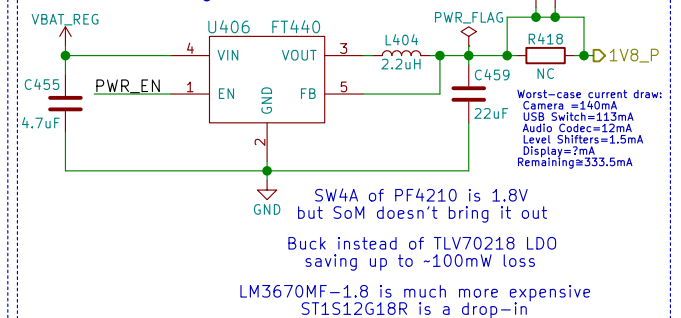 VBAT_REG
U406
FT440
PWR_FLAG
L404
2.2uH
R418
NC
1V8_P
4
VIN
VOUT
3
C455
4.7uF
PWR_EN
1
EN
FB
5
GND
2
C459
22uF
Worst-case current draw:
Camera =140mA
USB Switch=113mA
Audio Codec=12mA
Level Shifters=1.5mA
Display=?mA
Remaining≅333.5mA
GND
SW4A of PF4210 is 1.8V
but SoM doesn't bring it out
Buck instead of TLV70218 LDO
saving up to ~100mW loss
LM3670MF-1.8 is much more expensive
ST1S12G18R is a drop-in